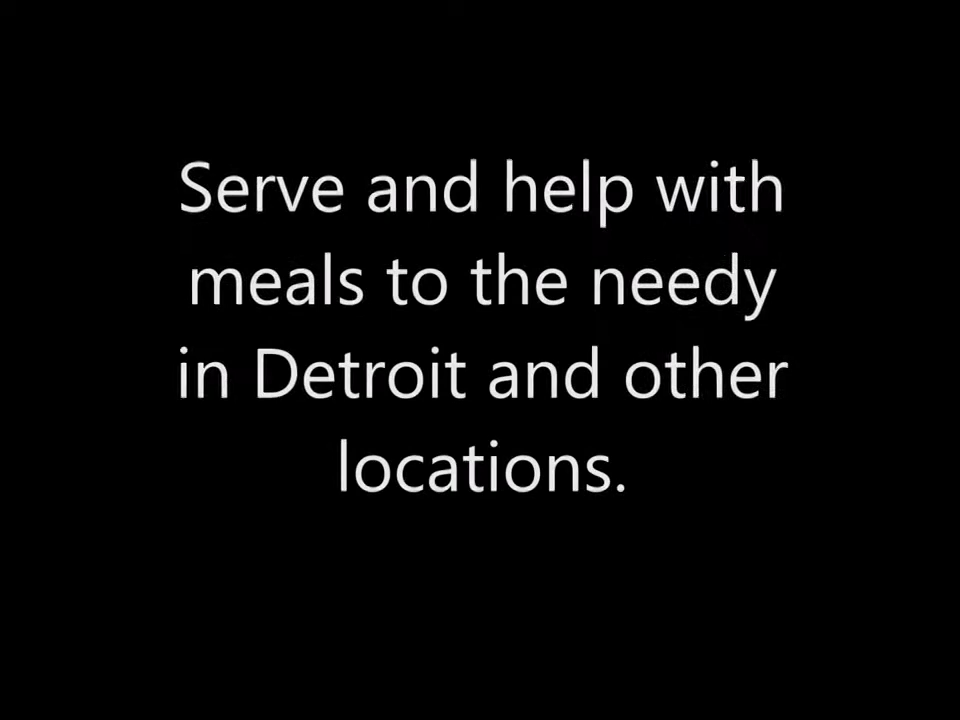 Serve and help with
meals to the needy
in Detroit and other
locations.